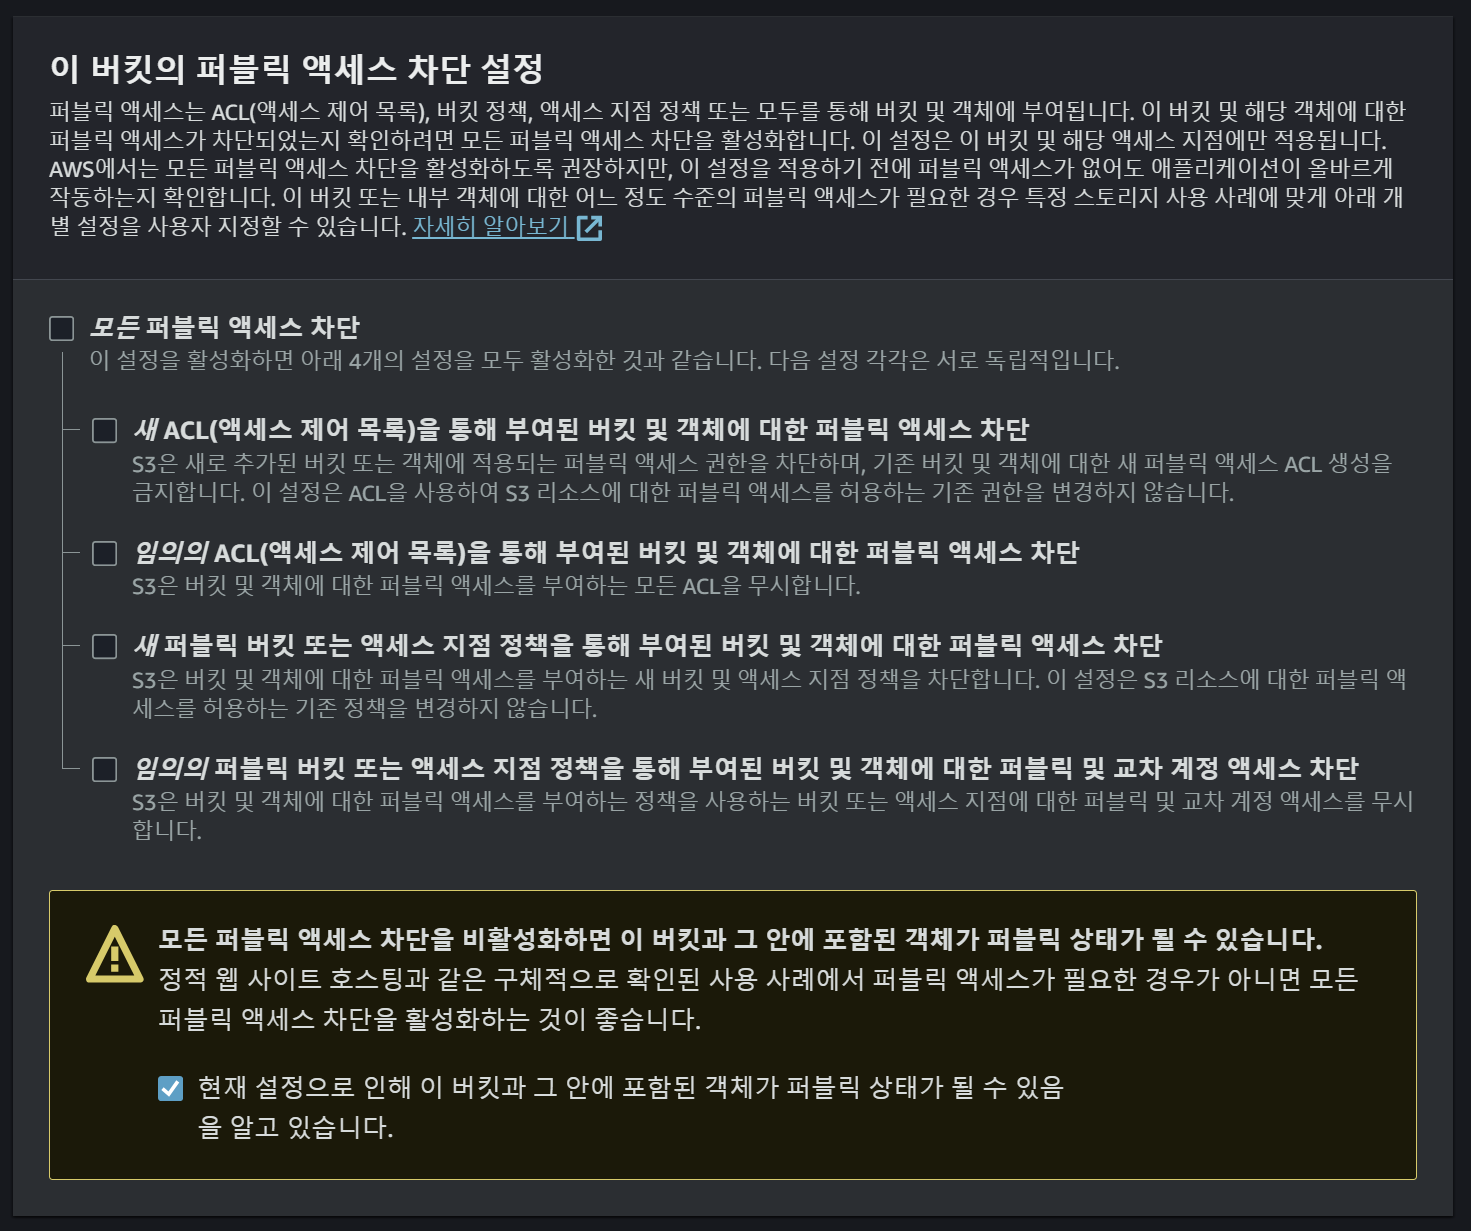 이 버킷의 퍼블릭 액세스 차단 설정
퍼블릭 액세스는 ACL(액세스 제어 목록), 버킷 정책, 액세스 지점 정책 또는 모두를 통해 버킷 및 객체에 부여됩니다. 이 버킷 및 해당 객체에 대한
퍼블릭 액세스가 차단되었는지 확인하려면 모든 퍼블릭 액세스 차단을 활성화합니다. 이 설정은 이 버킷 및 해당 액세스 지점에만 적용됩니다.
AWS에서는 모든 퍼블릭 액세스 차단을 활성화하도록 권장하지만, 이 설정을 적용하기 전에 퍼블릭 액세스가 없어도 애플리케이션이 올바르게
작동하는지 확인합니다. 이 버킷 또는 내부 객체에 대한 어느 정도 수준의 퍼블릭 액세스가 필요한 경우 특정 스토리지 사용 사례에 맞게 아래 개
별 설정을 사용자 지정할 수 있습니다. 자세히 알아보기
모든 퍼블릭 액세스 차단
이 설정을 활성화하면 아래 4개의 설정을 모두 활성화한 것과 같습니다. 다음 설정 각각은 서로 독립적입니다.
새 ACL(액세스 제어 목록)을 통해 부여된 버킷 및 객체에 대한 퍼블릭 액세스 차단
S3은 새로 추가된 버킷 또는 객체에 적용되는 퍼블릭 액세스 권한을 차단하며, 기존 버킷 및 객체에 대한 새 퍼블릭 액세스 ACL 생성을
금지합니다. 이 설정은 ACL을 사용하여 S3 리소스에 대한 퍼블릭 액세스를 허용하는 기존 권한을 변경하지 않습니다.
임의의 ACL(액세스 제어 목록)을 통해 부여된 버킷 및 객체에 대한 퍼블릭 액세스 차단
S3은 버킷 및 객체에 대한 퍼블릭 액세스를 부여하는 모든 ACL을 무시합니다.
새 퍼블릭 버킷 또는 액세스 지점 정책을 통해 부여된 버킷 및 객체에 대한 퍼블릭 액세스 차단
S3은 버킷 및 객체에 대한 퍼블릭 액세스를 부여하는 새 버킷 및 액세스 지점 정책을 차단합니다. 이 설정은 S3 리소스에 대한 퍼블릭 액
세스를 허용하는 기존 정책을 변경하지 않습니다.
임의의 퍼블릭 버킷 또는 액세스 지점 정책을 통해 부여된 버킷 및 객체에 대한 퍼블릭 및 교차 계정 액세스 차단
S3은 버킷 및 객체에 대한 퍼블릭 액세스를 부여하는 정책을 사용하는 버킷 또는 액세스 지점에 대한 퍼블릭 및 교차 계정 액세스를 무시
합니다.
모든 퍼블릭 액세스 차단을 비활성화하면 이 버킷과 그 안에 포함된 객체가 퍼블릭 상태가 될 수 있습니다.
정적 웹 사이트 호스팅과 같은 구체적으로 확인된 사용 사례에서 퍼블릭 액세스가 필요한 경우가 아니면 모든
퍼블릭 액세스 차단을 활성화하는 것이 좋습니다.
현재 설정으로 인해 이 버킷과 그 안에 포함된 객체가 퍼블릭 상태가 될 수 있음
을 알고 있습니다.